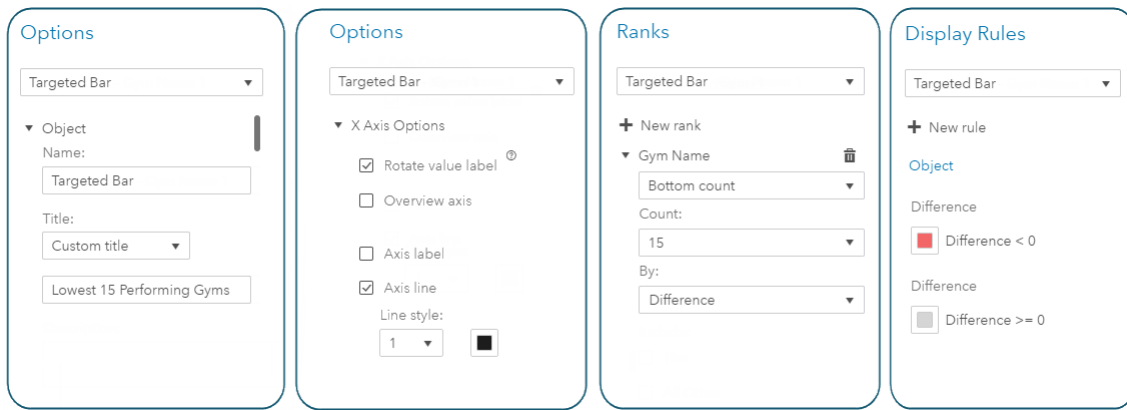 Options
Targeted Bar
Object
Name:
Targeted Bar
Title:
Custom title
Lowest 15 Performing Gyms
Options
Targeted Bar
X Axis Options
Rotate value label
Overview axis
Axis label
Axis line
Line style:
1
Ranks
Targeted Bar
New rank
Gym Name
Bottom count
Count:
15
By:
Difference
Display Rules
Targeted Bar
New rule
Object
Difference
Difference < 0
Difference
Difference >= 0